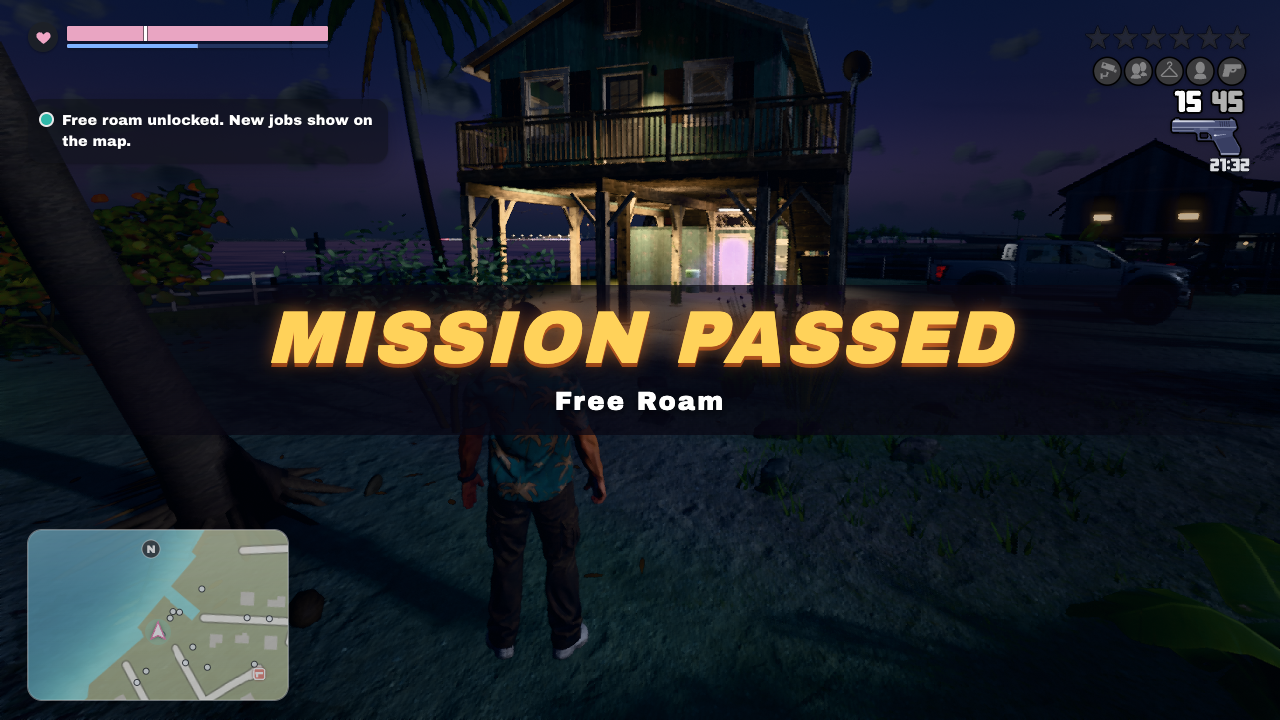 Free roam unlocked. New jobs show on
the map.
15 45
21:32
MISSION PASSED
Free Roam
N